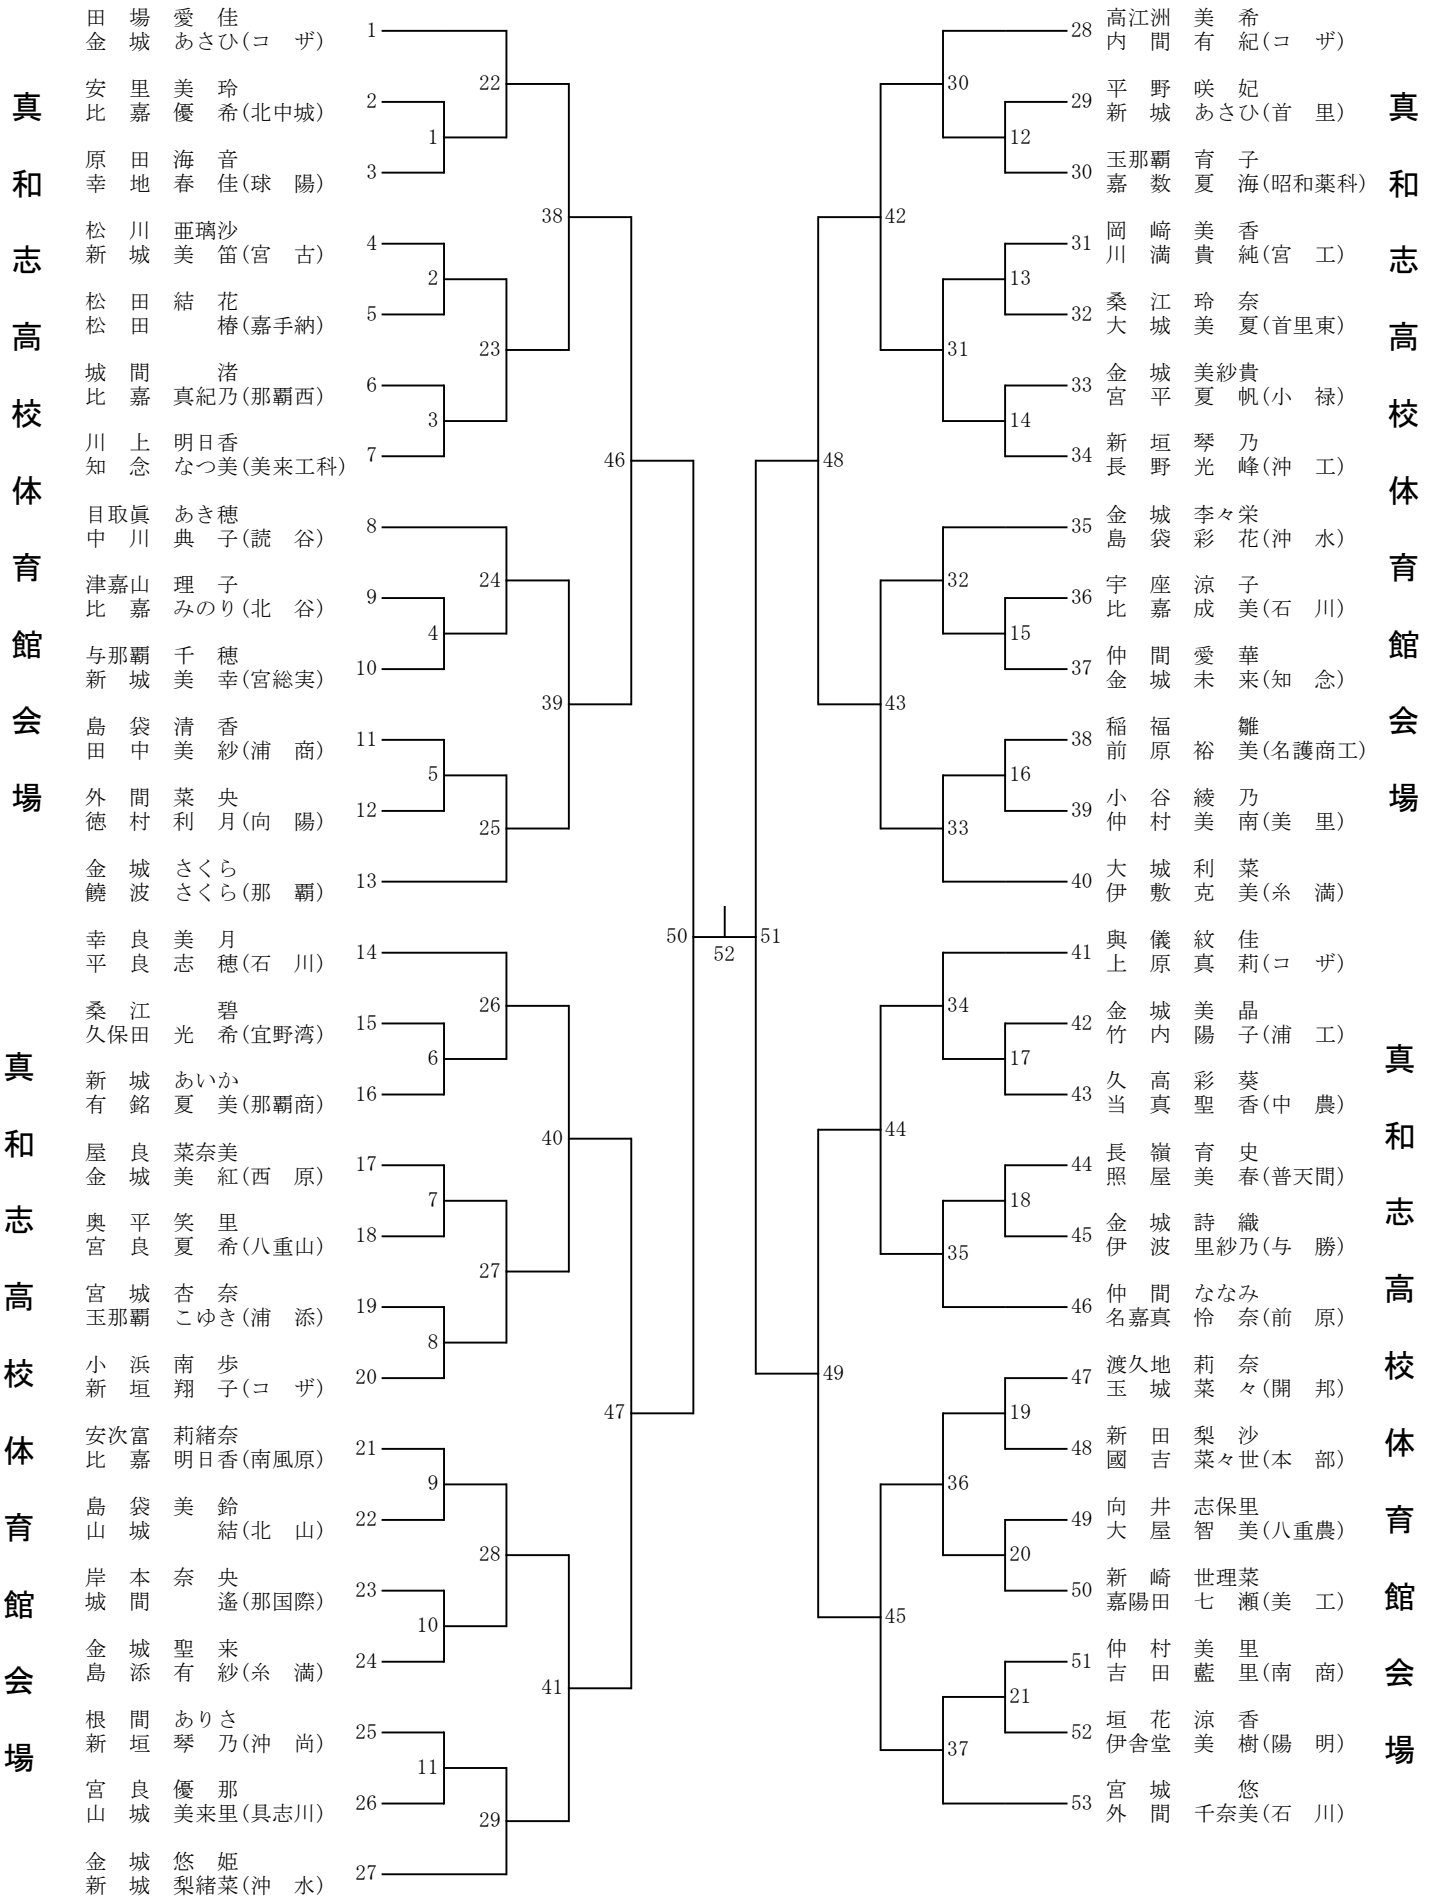 真和志高校体育館会場
田場愛佳
金城あさひ(コザ) 1
安里美玲
比嘉優希(北中城) 2
原田海音
幸地春佳(球陽) 3
松川亜璃沙
新城美笛(宮古) 4
松田結花
松田椿(嘉手納) 5
城間渚
比嘉真紀乃(那覇西) 6
川上明日香
知念なつ美(美来工科) 7
目取眞あき穂
中川典子(読谷) 8
津嘉山理子
比嘉みのり(北谷) 9
与那覇千穂
新城美幸(宮総実) 10
島袋清香
田中美紗(浦商) 11
外間菜央
徳村利月(向陽) 12
金城さくら
饒波さくら(那覇) 13
真和志高校体育館会場
幸良美月
平良志穂(石川) 14
桑江碧
久保田光希(宜野湾) 15
新城あいか
有銘夏美(那覇商) 16
屋良菜奈美
金城美紅(西原) 17
奥平笑里
宮良夏希(八重山) 18
宮城杏奈
玉那覇こゆき(浦添) 19
小浜南歩
新垣翔子(コザ) 20
安次富莉緒奈
比嘉明日香(南風原) 21
島袋美鈴
山城結(北山) 22
岸本奈央
城間遙(那国際) 23
金城聖来
島添有紗(糸満) 24
根間ありさ
新垣琴乃(沖尚) 25
宮良優那
山城美来里(具志川) 26
金城悠姫
新城梨緒菜(沖水) 27
22
1
38
2
23
3
46
24
4
39
5
25
26
6
40
7
27
8
47
9
28
10
41
11
29
50
52
51
30
12
42
13
31
14
48
32
15
43
16
33
34
17
44
18
35
49
19
36
20
45
21
37
28 高江洲美希
内間有紀(コザ)
29 平野咲妃
新城あさひ(首里)
30 玉那覇育子
嘉数夏海(昭和薬科)
31 岡﨑美香
川満貴純(宮工)
32 桑江玲奈
大城美夏(首里東)
33 金城美紗貴
宮平夏帆(小禄)
34 新垣琴乃
長野光峰(沖工)
35 金城李々栄
島袋彩花(沖水)
36 宇座涼子
比嘉成美(石川)
37 仲間愛華
金城未来(知念)
38 稲福雛
前原裕美(名護商工)
39 小谷綾乃
仲村美南(美里)
40 大城利菜
伊敷克美(糸満)
真和志高校体育館会場
41 與儀紋佳
上原真莉(コザ)
42 金城美晶
竹内陽子(浦工)
43 久高彩葵
当真聖香(中農)
44 長嶺育史
照屋美春(普天間)
45 金城詩織
伊波里紗乃(与勝)
46 仲間ななみ
名嘉真怜奈(前原)
47 渡久地莉奈
玉城菜々(開邦)
48 新田梨沙
國吉菜々世(本部)
49 向井志保里
大屋智美(八重農)
50 新崎世理菜
嘉陽田七瀬(美工)
51 仲村美里
吉田藍里(南商)
52 垣花涼香
伊舎堂美樹(陽明)
53 宮城悠
外間千奈美(石川)
真和志高校体育館会場